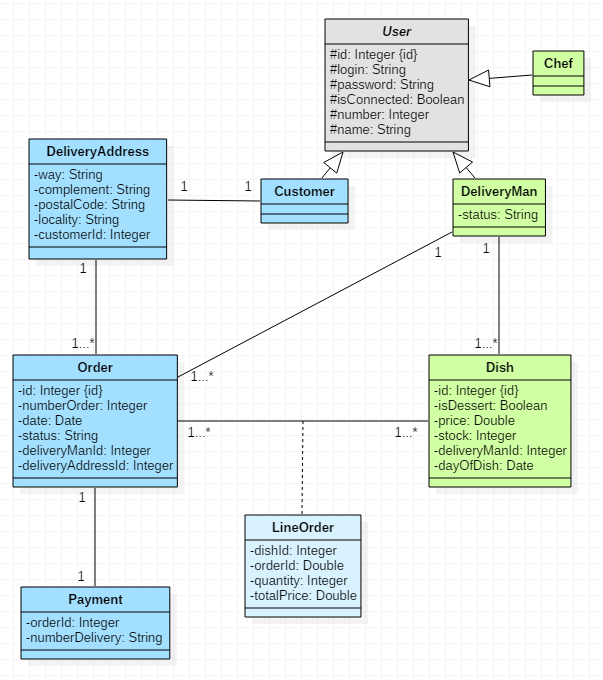 User
#id: Integer {id}
#login: String
#password: String
#isConnected: Boolean
#number: Integer
#name: String
Chef
DeliveryAddress
-way: String
-complement: String
-postalCode: String
-locality: String
-customerId: Integer
1
1
Customer
DeliveryMan
-status: String
1
1
1
1...*
1...*
1...*
Order
-id: Integer {id}
-numberOrder: Integer
-date: Date
-status: String
-deliveryManId: Integer
-deliveryAddressId: Integer
1...*
1...*
Dish
-id: Integer {id}
-isDessert: Boolean
-price: Double
-stock: Integer
-deliveryManId: Integer
-dayOfDish: Date
1
1
LineOrder
-dishId: Integer
-orderId: Double
-quantity: Integer
-totalPrice: Double
Payment
-orderId: Integer
-numberDelivery: String